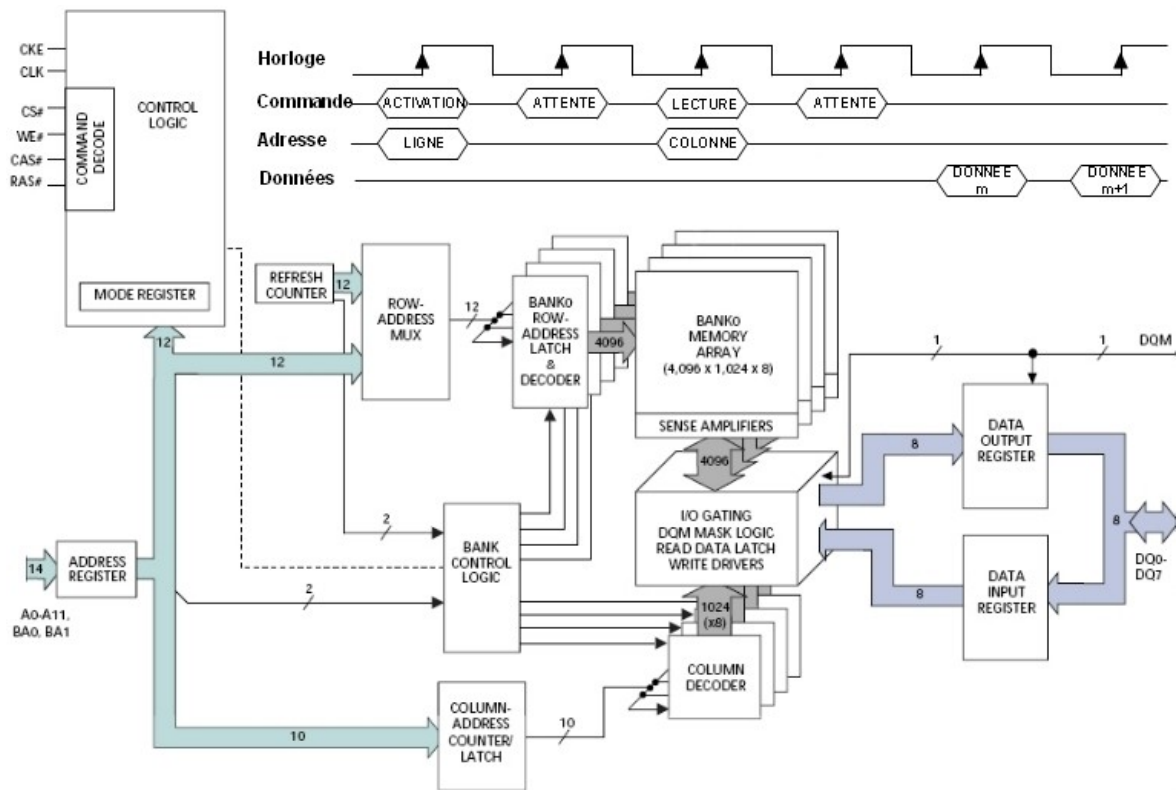 CKE
CLK
CS#
WE#
CAS#
RAS#
COMMAND
DECODE
CONTROL
LOGIC
MODE REGISTER
Horloge
Commande
ACTIVATION
ATTENTE
LECTURE
ATTENTE
Adresse
LIGNE
COLONNE
Données
DONNEE
m
DONNEE
m+1
REFRESH
COUNTER
12
ROW-
ADDRESS
MUX
12
BANK0
ROW-
ADDRESS
LATCH
&
DECODER
4096
BANK0
MEMORY
ARRAY
(4,096 x 1,024 x 8)
SENSE AMPLIFIERS
12
12
4096
1
1
DQM
8
DATA
OUTPUT
REGISTER
I/O GATING
DQM MASK LOGIC
READ DATA LATCH
WRITE DRIVERS
8
DQ0-
DQ7
8
DATA
INPUT
REGISTER
2
BANK
CONTROL
LOGIC
2
14
ADDRESS
REGISTER
A0-A11,
BA0, BA1
1024
(x8)
COLUMN
DECODER
10
COLUMN-
ADDRESS
COUNTER/
LATCH
10